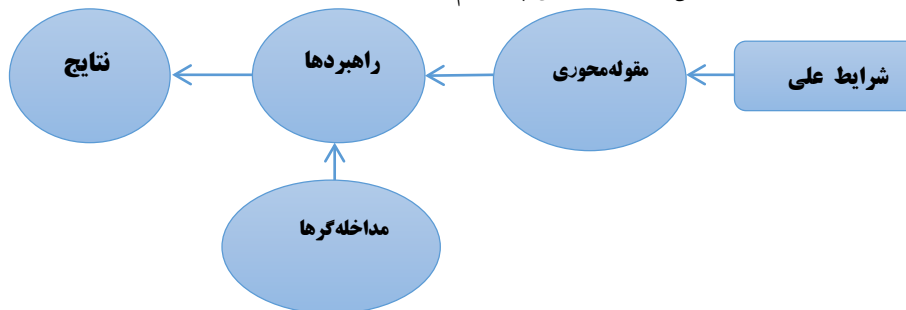 شرایط علی
مقوله‌محوری
راهبردها
نتایج
مداخله‌گرها